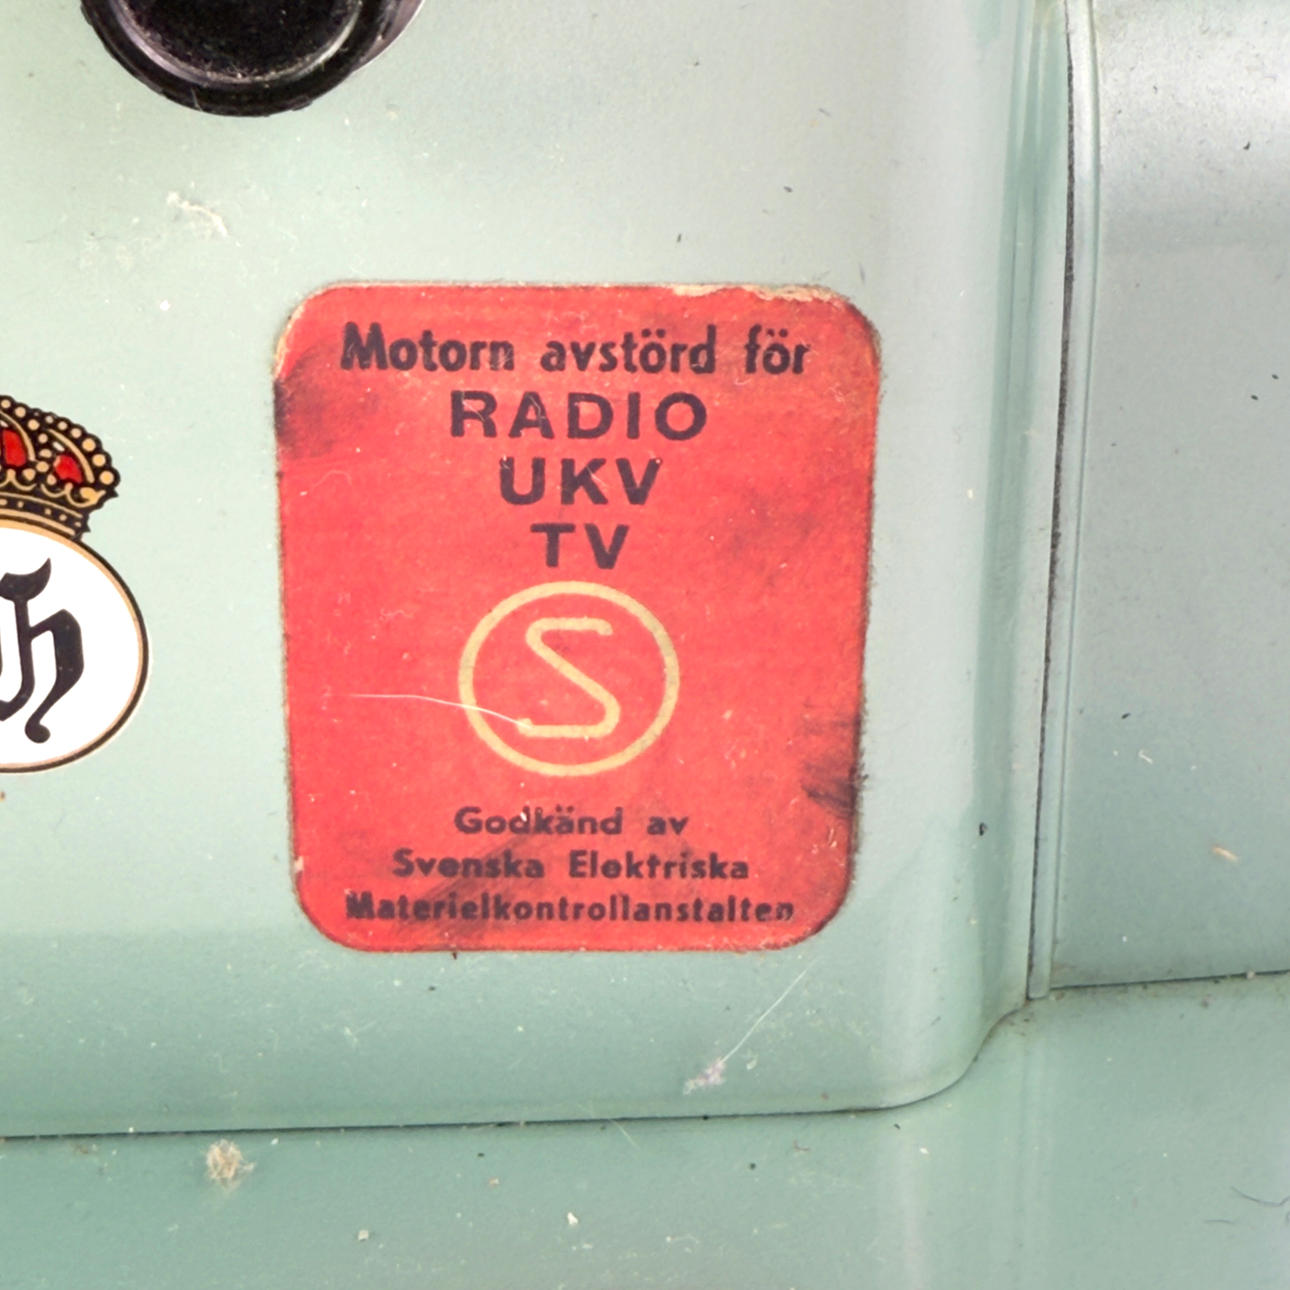 Motorn avstörd för
RADIO
UKV
TV
S
Godkänd av
Svenska Elektriska
Materielkontrollanstalten